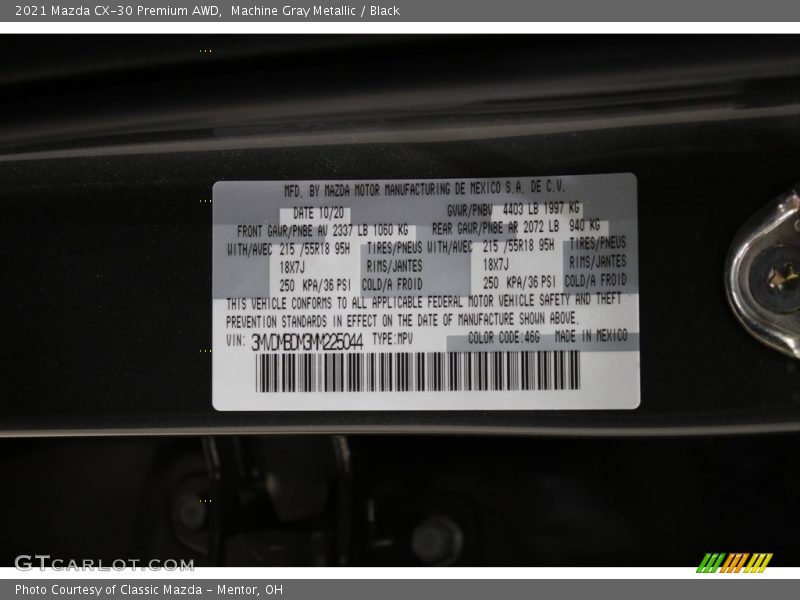 2021 Mazda CX-30 Premium AWD,  Machine Gray Metallic / Black
MFD. BY MAZDA MOTOR MANUFACTURING DE MEXICO S.A. DE C.V.
DATE 10/20 GVWR/PNBV 4403 LB 1997 KG
FRONT GAWR/PNBE AV 2337 LB 1060 KG REAR GAWR/PNBE AR 2072 LB 940 KG
WITH/AVEC 215 /55R18 95H TIRES/PNEUS WITH/AVEC 215 /55R18 95H TIRES/PNEUS
18X7J RIMS/JANTES 18X7J RIMS/JANTES
250 KPA/36 PSI COLD/A FROID 250 KPA/36 PSI COLD/A FROID
THIS VEHICLE CONFORMS TO ALL APPLICABLE FEDERAL MOTOR VEHICLE SAFETY AND THEFT
PREVENTION STANDARDS IN EFFECT ON THE DATE OF MANUFACTURE SHOWN ABOVE.
VIN: 3MVDMBDM3MM225044 TYPE:MPV COLOR CODE:46G MADE IN MEXICO
GTCARLOT.COM
Photo Courtesy of Classic Mazda - Mentor, OH